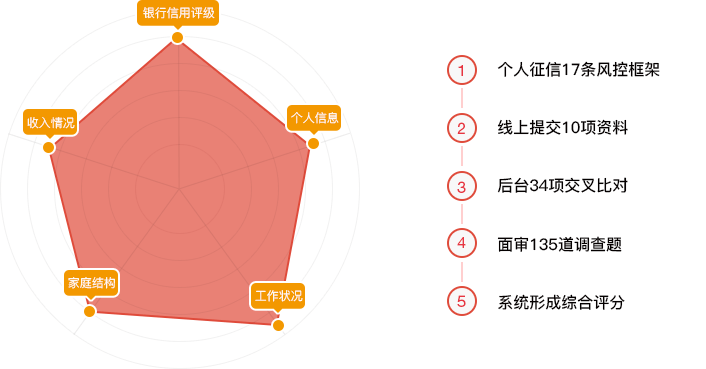 银行信用评级
收入情况
个人信息
家庭结构
工作状况
1 个人征信17条风控框架
2 线上提交10项资料
3 后台34项交叉比对
4 面审135道调查题
5 系统形成综合评分